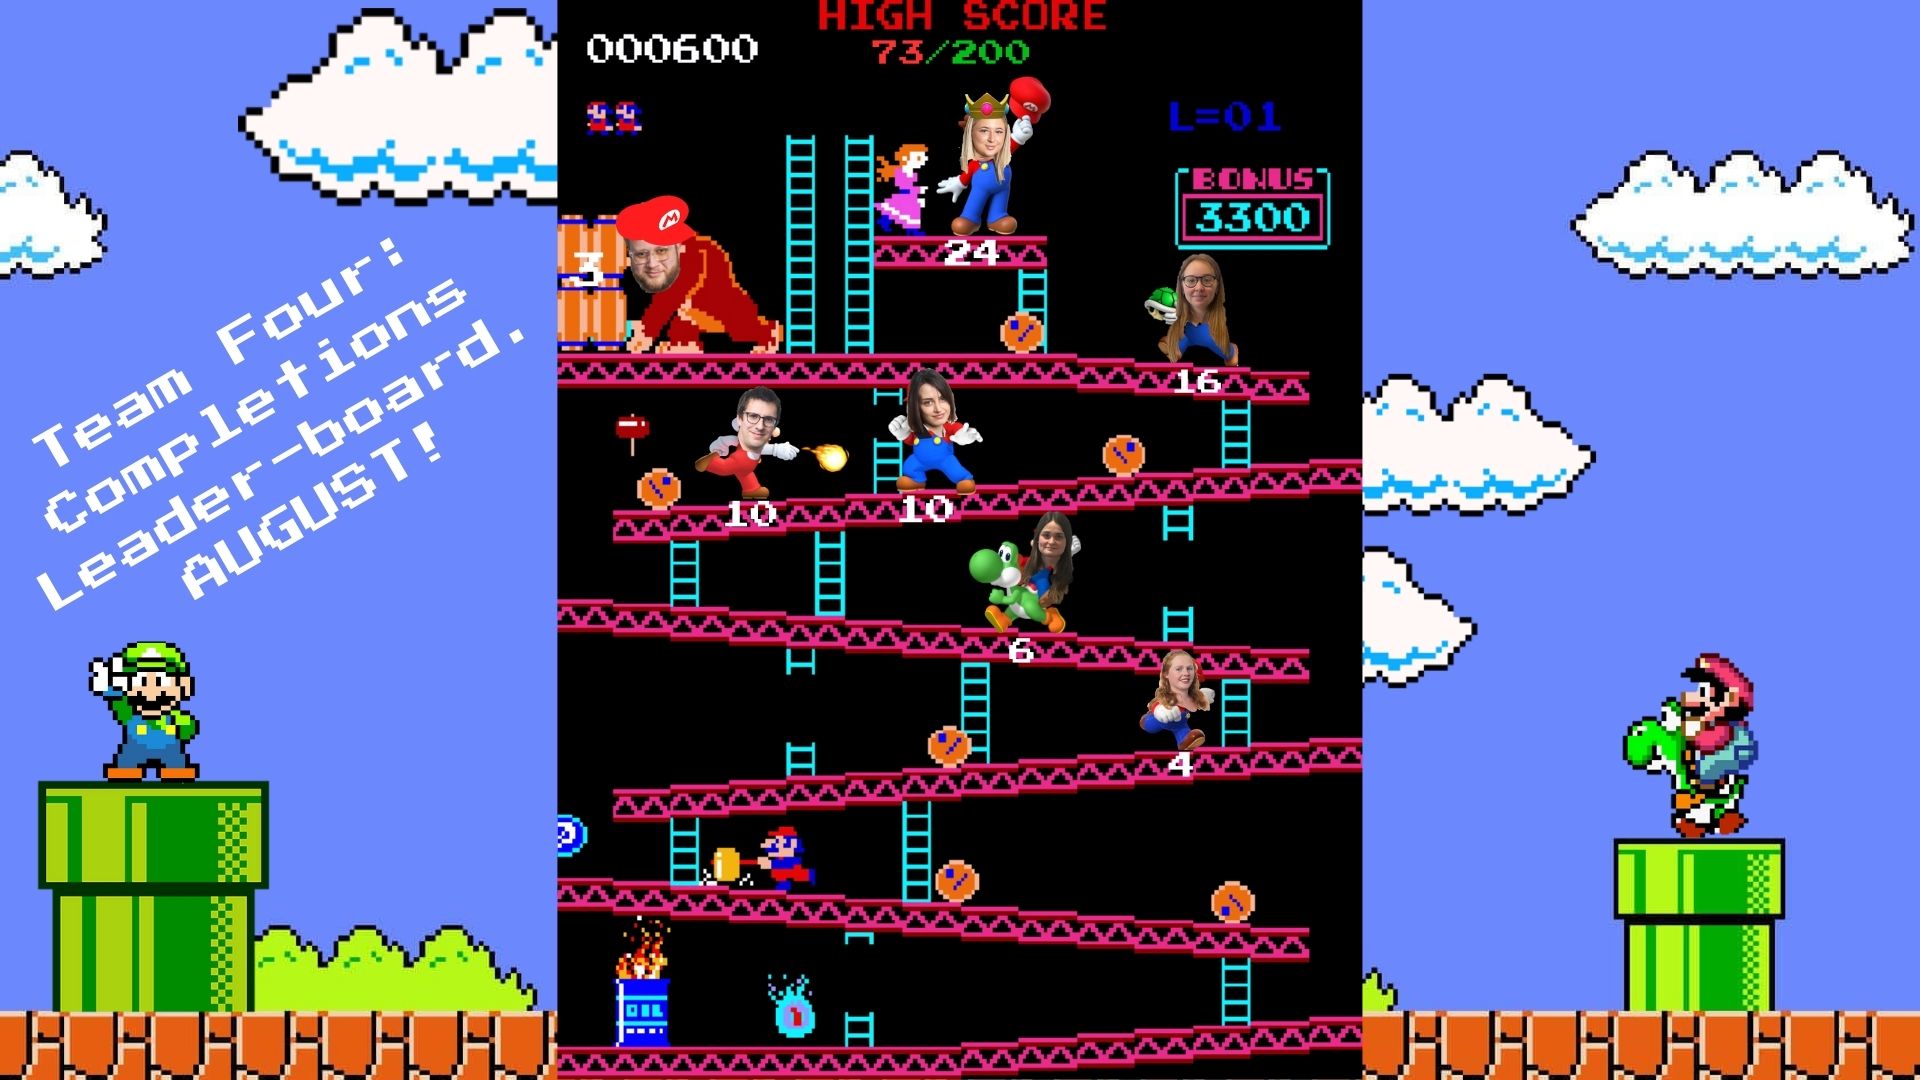 HIGH SCORE
000600
73/200
L=01
BONUS
3300
24
3
16
Team Four:
Completions
Leader-board.
AUGUST!
10
10
6
4
OIL